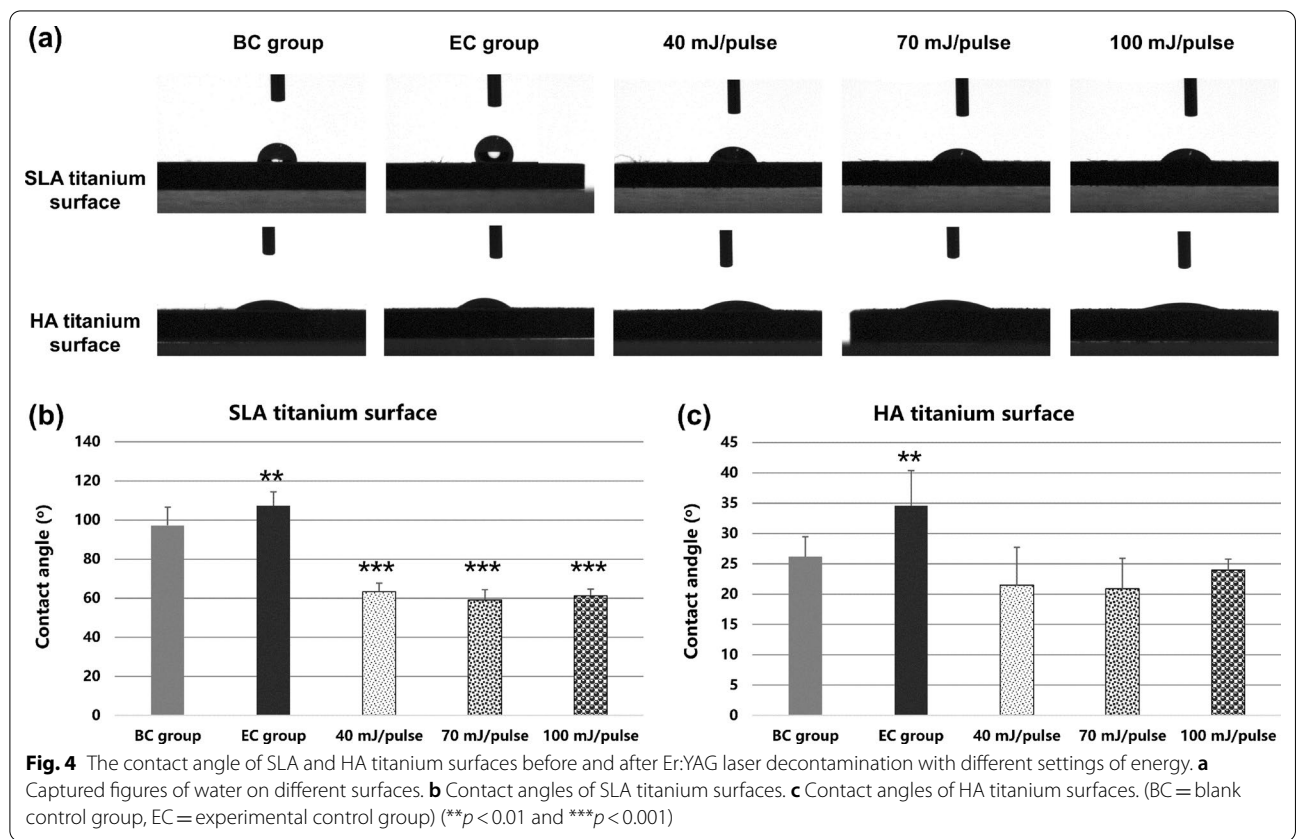 (a)
BC group EC group 40 mJ/pulse 70 mJ/pulse 100 mJ/pulse
SLA titanium
surface
HA titanium
surface
(b) SLA titanium surface
Contact angle (º)
140
120
100
80
60
40
20
0
**
***
***
***
BC group EC group 40 mJ/pulse 70 mJ/pulse 100 mJ/pulse
(c) HA titanium surface
Contact andgle (º)
45
40
35
30
25
20
15
10
5
0
**
BC group EC group 40 mJ/pulse 70 mJ/pulse 100 mJ/pulse
Fig. 4 The contact angle of SLA and HA titanium surfaces before and after Er:YAG laser decontamination with different settings of energy. a
Captured figures of water on different surfaces. b Contact angles of SLA titanium surfaces. c Contact angles of HA titanium surfaces. (BC = blank
control group, EC = experimental control group) (**p < 0.01 and ***p < 0.001)